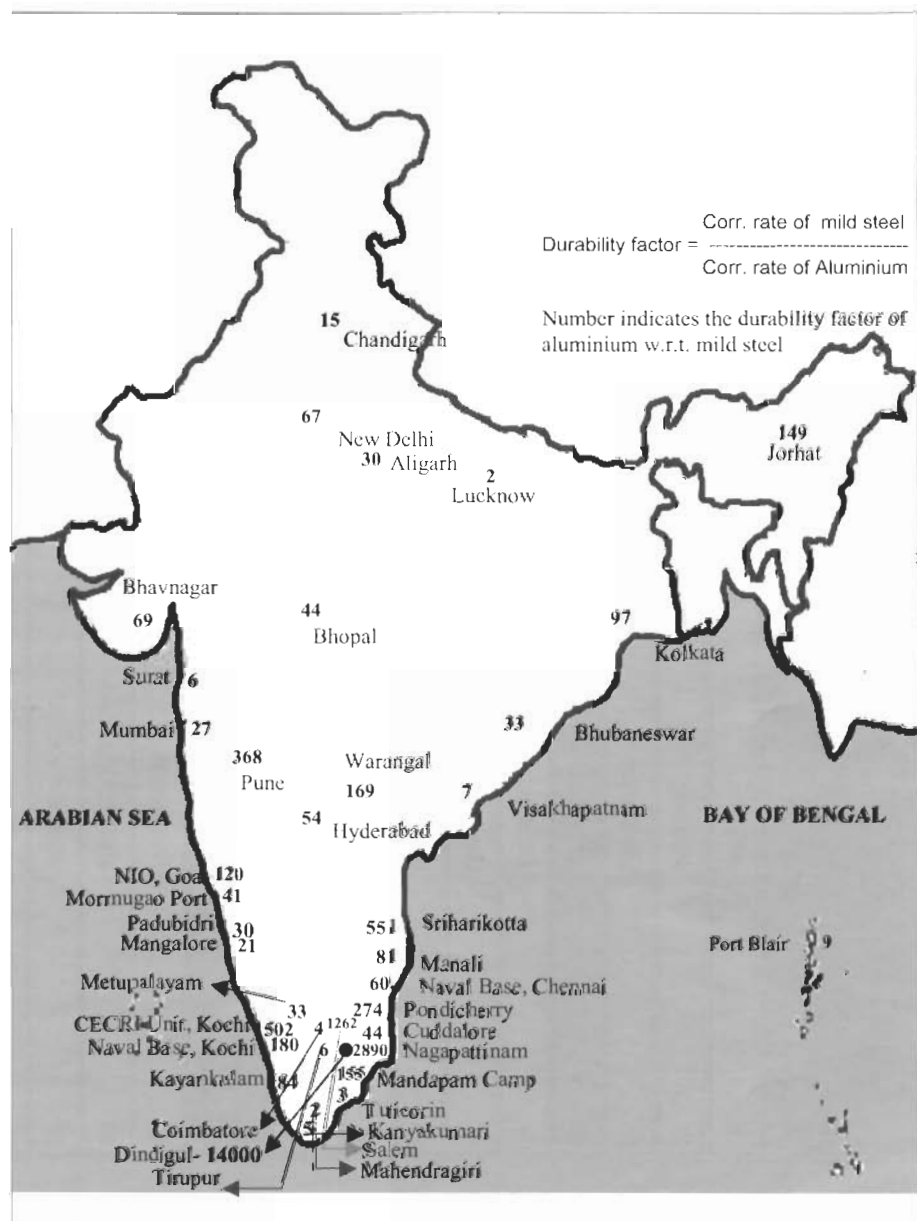 Corr. rate of mild steel
Durability factor = ------------------------------
Corr. rate of Aluminium
Number indicates the durability factor of
aluminium w.r.t. mild steel
15
Chandigarh
67
New Delhi
30 Aligarh
2
Lucknow
149
Jorhat
Bhavnagar
69
44
Bhopal
97
Kolkata
Surat 6
Mumbai 27
33
Bhubaneswar
368
Pune
Warangal
169
7
Visakhapatnam
54
Hyderabad
ARABIAN SEA
BAY OF BENGAL
NIO, Goa 120
Mormugao Port 41
Padubidri 30
Mangalore 21
551 Sriharikotta
81 Manali
60 Naval Base, Chennai
Port Blair 9
Metupalayam
33
274 Pondicherry
CECRI Unit, Kochi 502
4 1262
44 Cuddalore
Naval Base, Kochi 180
6
2890 Nagapattinam
Kayankulam 84
155 Mandapam Camp
3 Tuticorin
2
5
Coimbatore
Kanyakumari
Dindigul- 14000
Salem
Tirupur
Mahendragiri